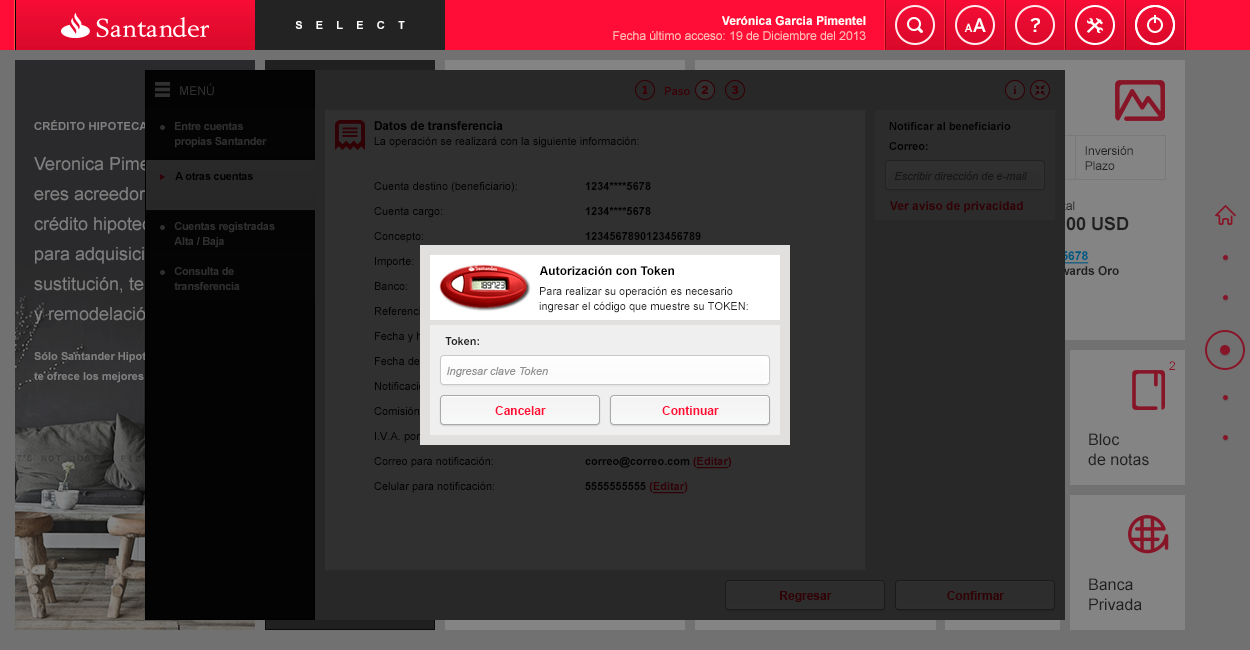 Santander
SELECT
Verónica Garcia Pimentel
Fecha último acceso: 19 de Diciembre del 2013
AA
?
CRÉDITO HIPOTECA
Veronica Pime
eres acreedor
crédito hipotec
para adquisici
sustitución, te
y remodelació
Sólo Santander Hipot
te ofrece los mejores
MENÚ
Entre cuentas
propias Santander
A otras cuentas
Cuentas registradas
Alta / Baja
Consulta de
transferencia
1 Paso 2 3
i
Datos de transferencia
La operación se realizará con la siguiente información:
Cuenta destino (beneficiario): 1234****5678
Cuenta cargo: 1234****5678
Concepto: 1234567890123456789
Importe:
Banco:
Referenc
Fecha y h
Fecha de
Notificaci
Comisión
I.V.A. por
Correo para notificación: correo@correo.com (Editar)
Celular para notificación: 5555555555 (Editar)
Notificar al beneficiario
Correo:
Escribir dirección de e-mail
Ver aviso de privacidad
Santander
189723
Autorización con Token
Para realizar su operación es necesario
ingresar el código que muestre su TOKEN:
Token:
Ingresar clave Token
Cancelar
Continuar
Regresar
Confirmar
Inversión
Plazo
tal
00 USD
5678
wards Oro
2
Bloc
de notas
Banca
Privada